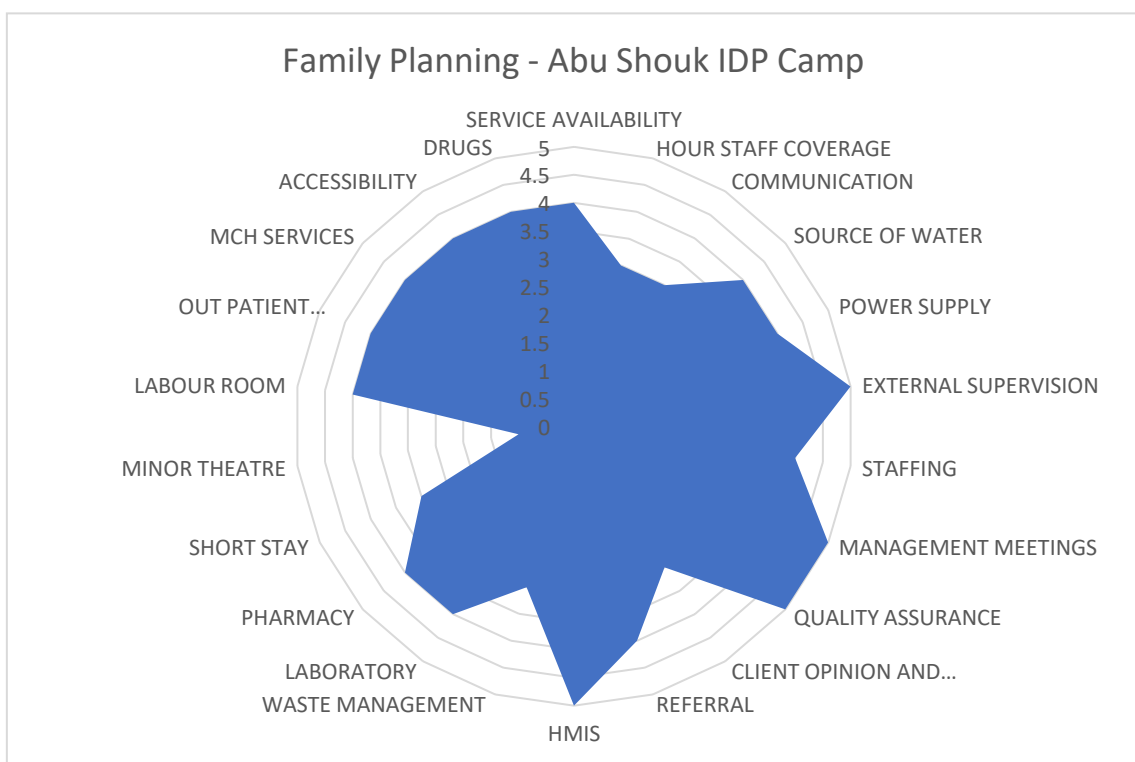 Family Planning - Abu Shouk IDP Camp
SERVICE AVAILABILITY
HOUR STAFF COVERAGE
COMMUNICATION
SOURCE OF WATER
POWER SUPPLY
EXTERNAL SUPERVISION
STAFFING
MANAGEMENT MEETINGS
QUALITY ASSURANCE
CLIENT OPINION AND...
REFERRAL
HMIS
WASTE MANAGEMENT
LABORATORY
PHARMACY
SHORT STAY
MINOR THEATRE
LABOUR ROOM
OUT PATIENT...
MCH SERVICES
ACCESSIBILITY
DRUGS
5
4.5
4
3.5
3
2.5
2
1.5
1
0.5
0